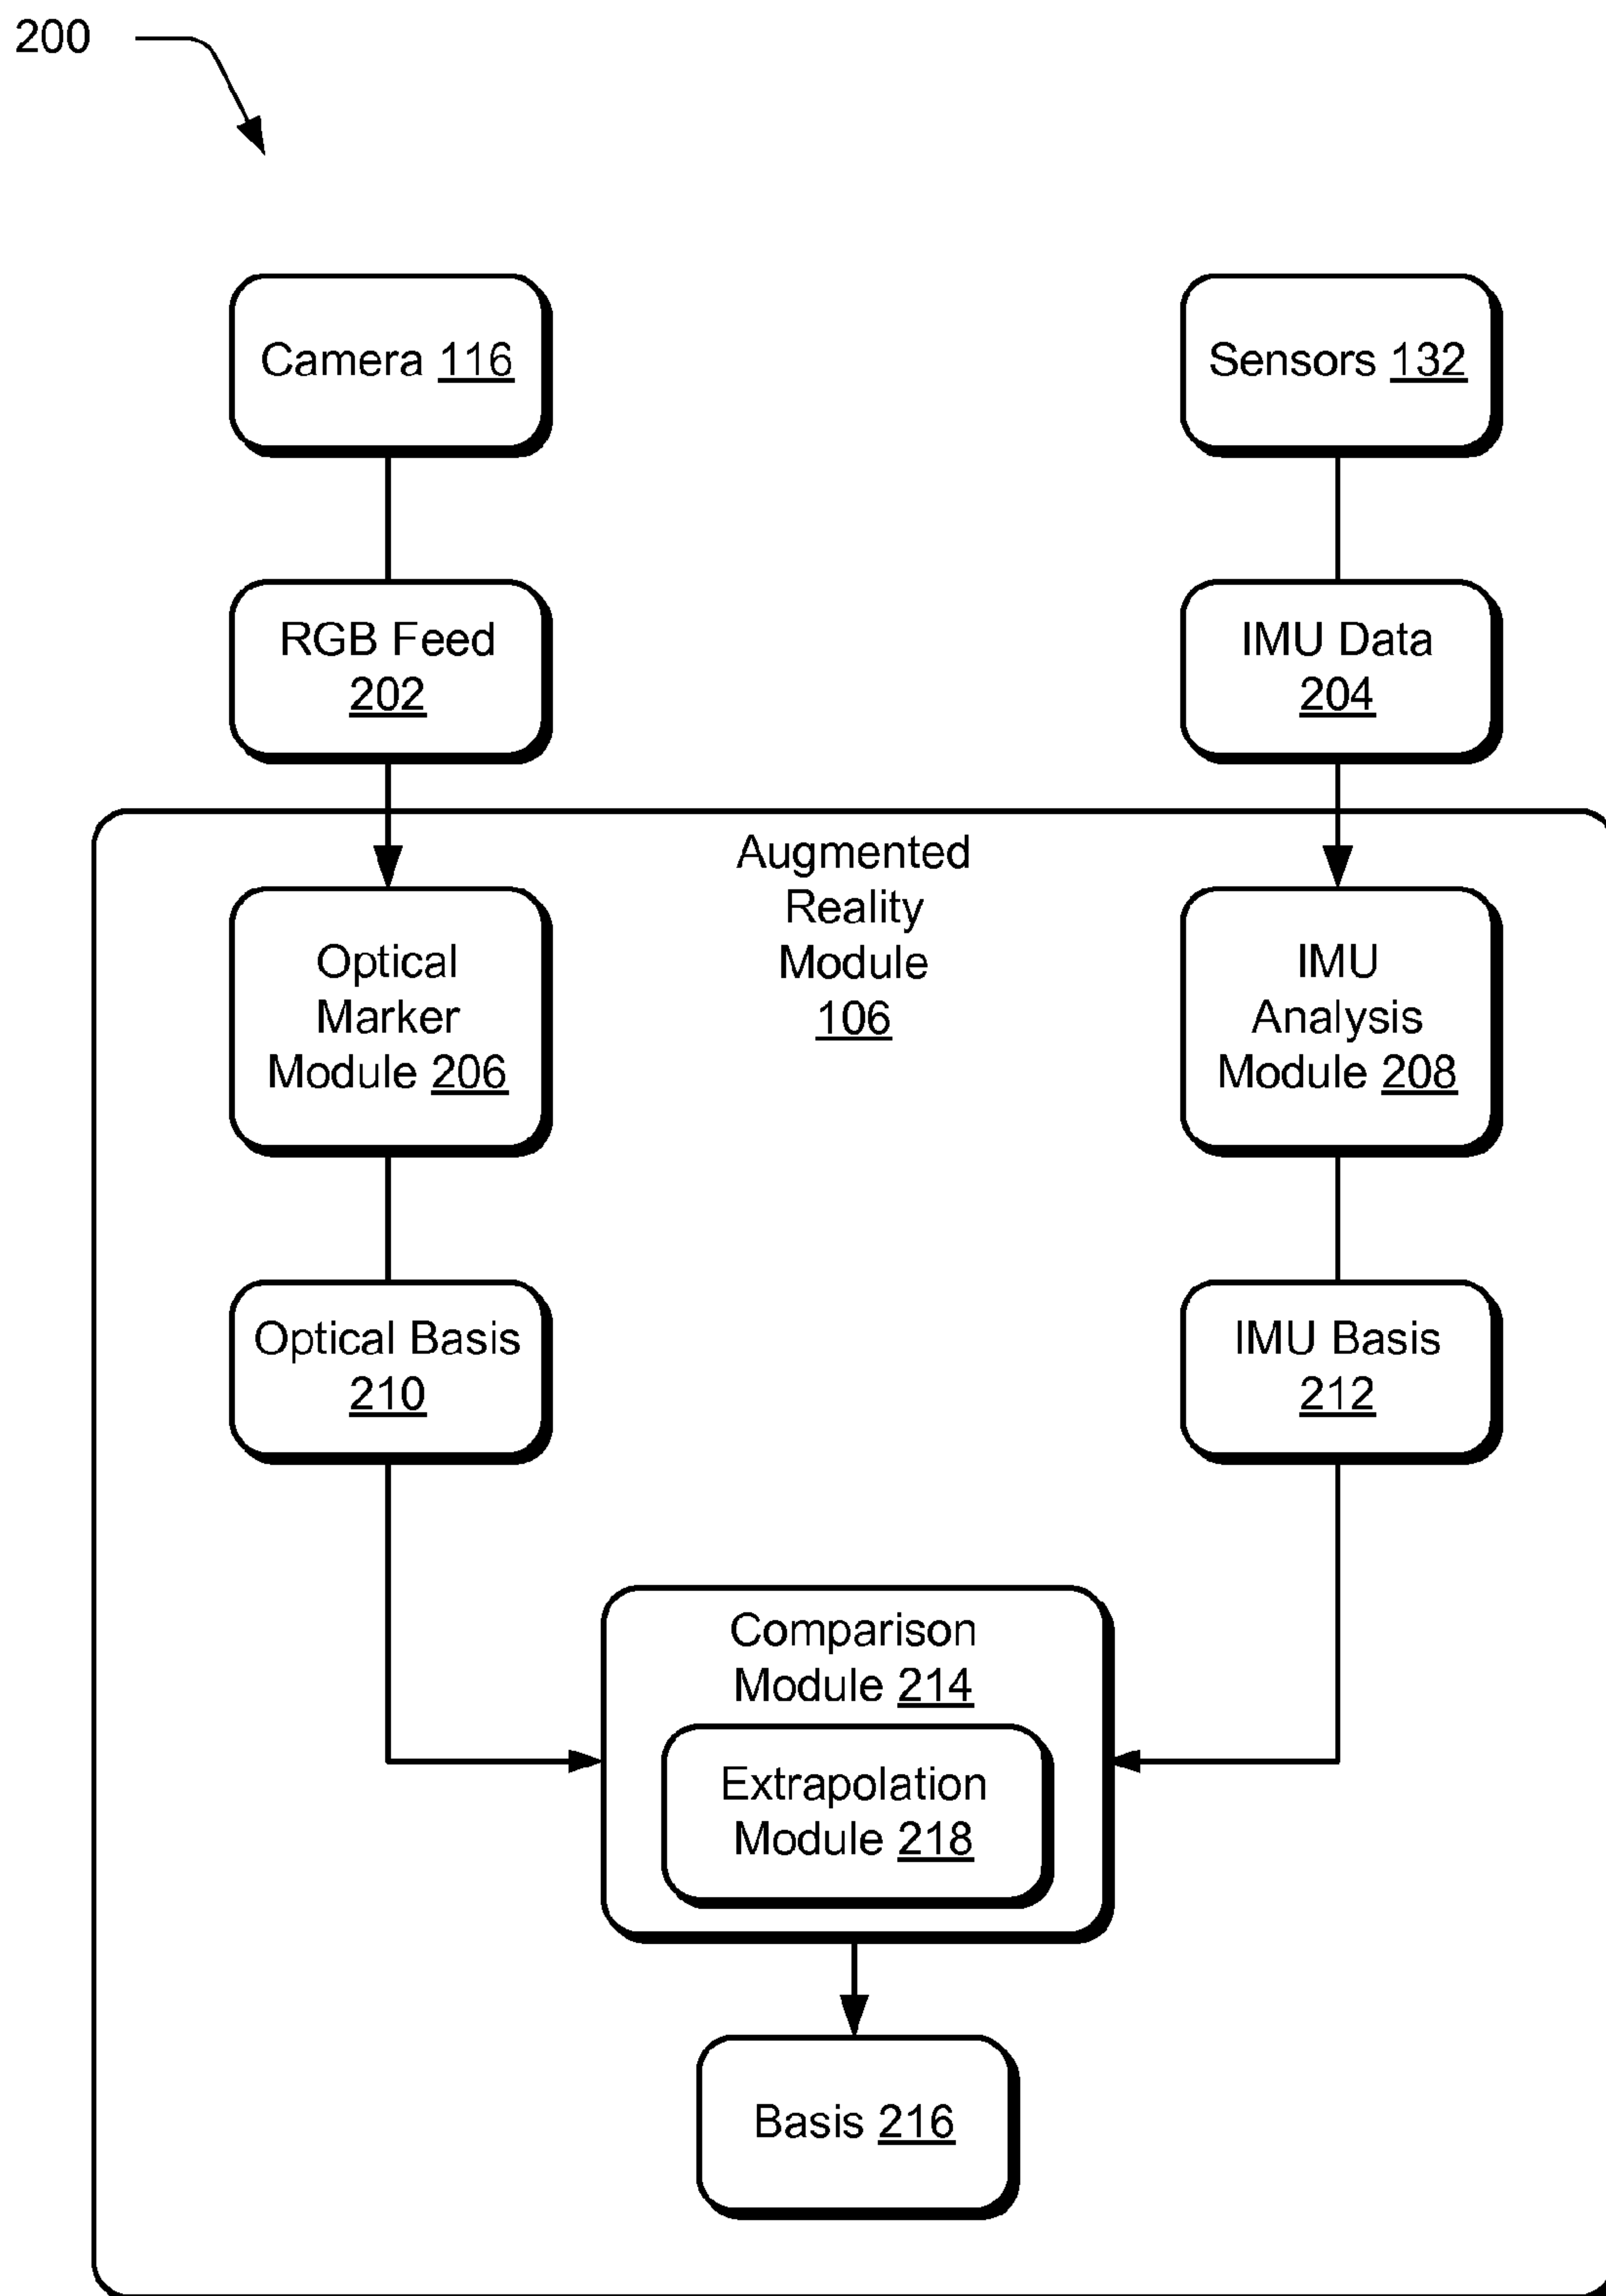 200
Camera 116
Sensors 132
RGB Feed
202
IMU Data
204
Augmented
Reality
Module
106
Optical
Marker
Module 206
IMU
Analysis
Module 208
Optical Basis
210
IMU Basis
212
Comparison
Module 214
Extrapolation
Module 218
Basis 216